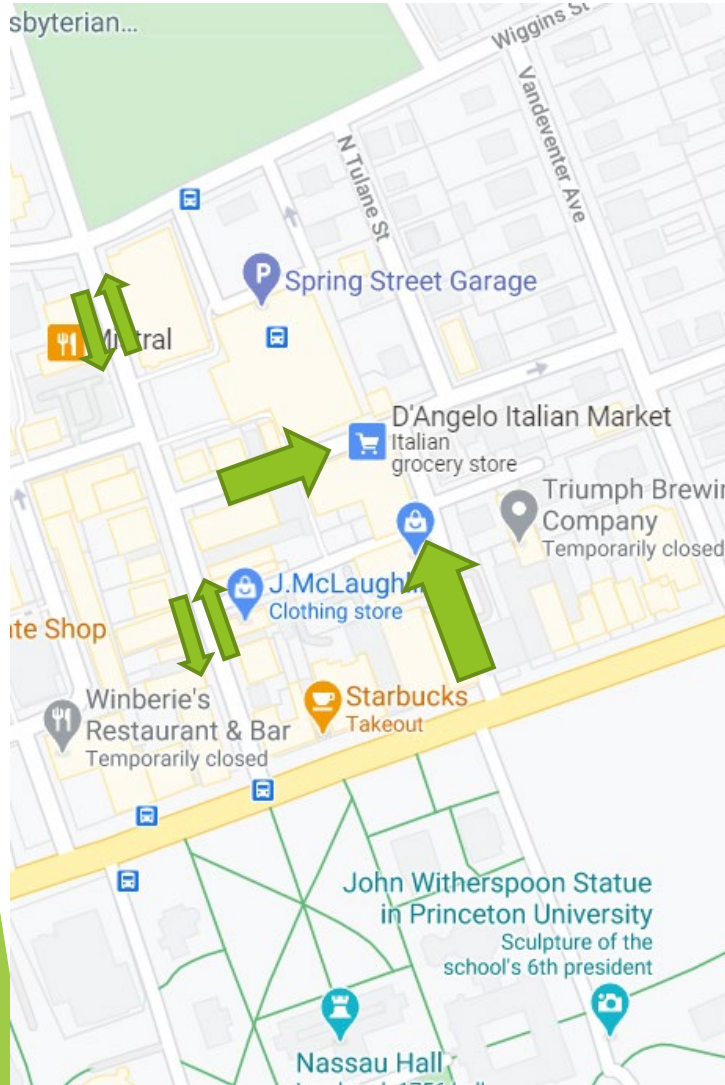 sbyterian...
Wiggins St
Vandeventer Ave
N Tulane St
P
Spring Street Garage
D'Angelo Italian Market
Italian
grocery store
Triumph Brewin
Company
Temporarily closed
J.McLaugh
Clothing store
te Shop
Winberie's
Restaurant & Bar
Temporarily closed
Starbucks
Takeout
John Witherspoon Statue
in Princeton University
Sculpture of the
school's 6th president
Nassau Hall